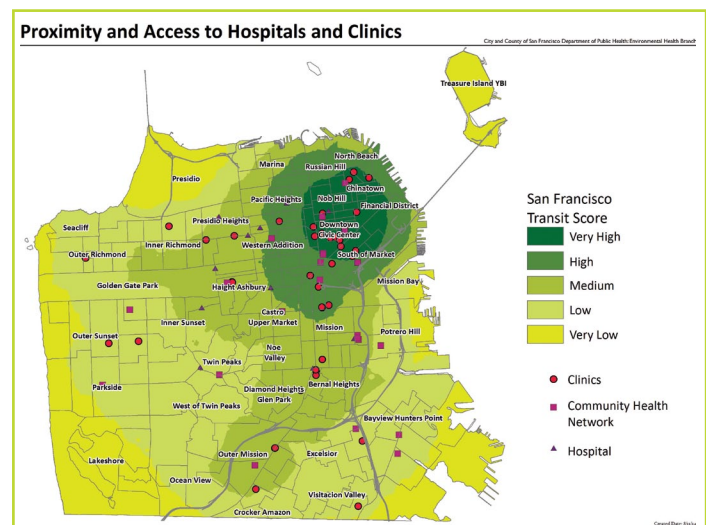 Proximity and Access to Hospitals and Clinics
City and County of San Francisco Department of Public Health:Environmental Health Branch
Treasure Island YBI
North Beach
Marina
Russian Hill
Presidio
Chinatown
Nob Hill
Pacific Heights
Financial District
Presidio Heights
Downtown
Seacliff
Civic Center
Inner Richmond
Western Addition
Outer Richmond
South of Market
Golden Gate Park
Haight Ashbury
Mission Bay
Castro
Inner Sunset
Upper Market
Mission
Potrero Hill
Outer Sunset
Noe
Valley
Twin Peaks
Parkside
Diamond Heights
Bernal Heights
Glen Park
West of Twin Peaks
Bayview Hunters Point
Outer Mission
Excelsior
Lakeshore
Ocean View
Visitacion Valley
Crocker Amazon
San Francisco
Transit Score
Very High
High
Medium
Low
Very Low
Clinics
Community Health
Network
Hospital